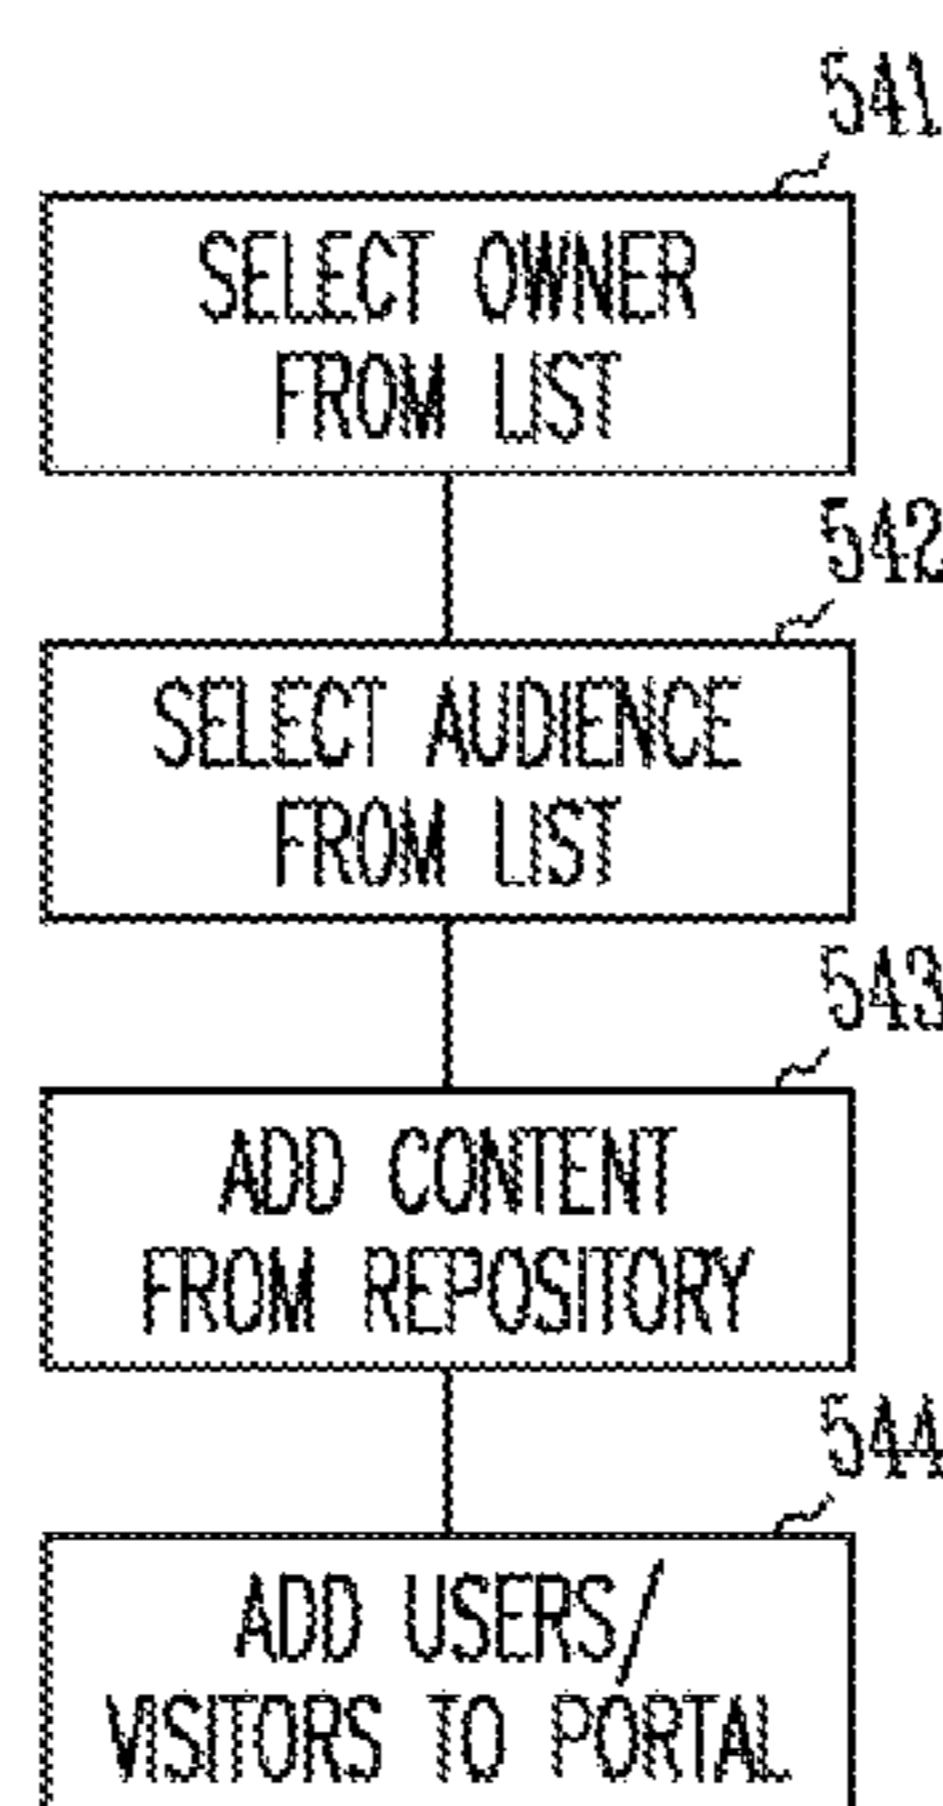 541
SELECT OWNER
FROM LIST
542
SELECT AUDIENCE
FROM LIST
543
ADD CONTENT
FROM REPOSITORY
544
ADD USERS/
VISITORS TO PORTAL